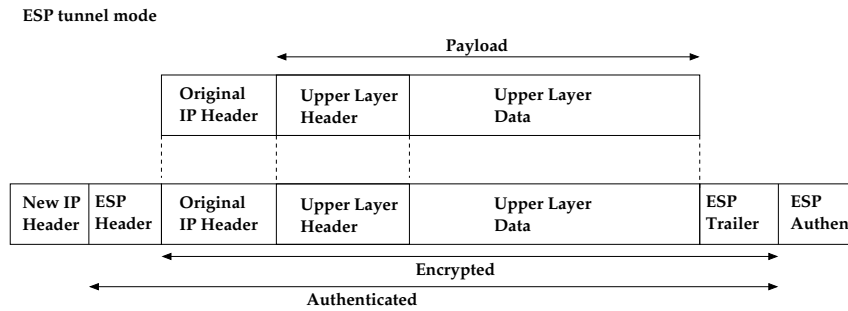 ESP tunnel mode
Payload
Original Upper Layer Upper Layer
IP Header Header Data
New IP ESP Original Upper Layer Upper Layer ESP ESP
Header Header IP Header Header Data Trailer Authen
Encrypted
Authenticated